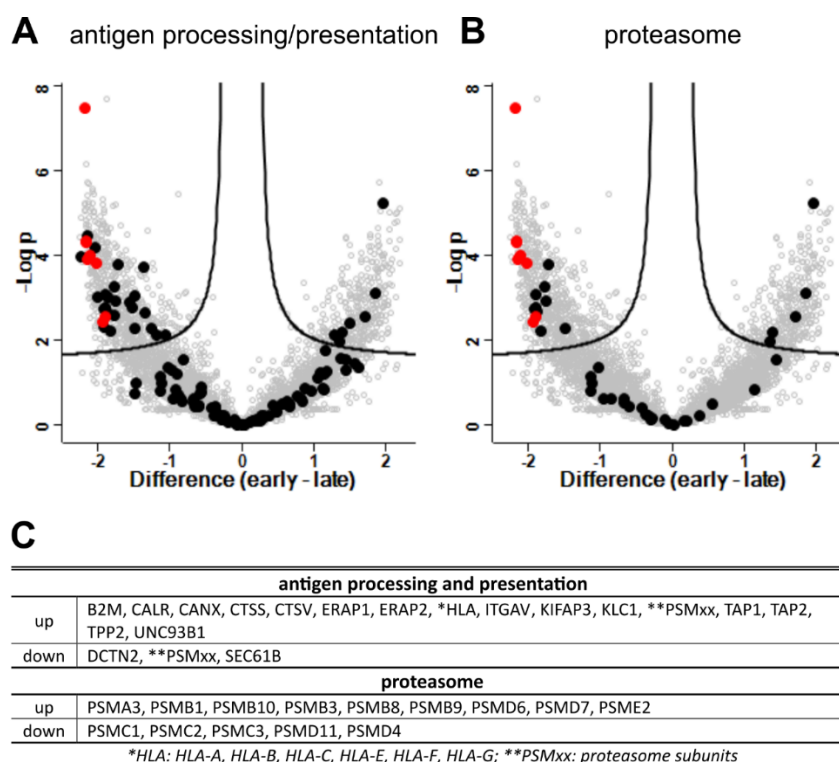 A antigen processing/presentation
B proteasome
8
6
4
2
0
-Log p
-2 -1 0 1 2
Difference (early - late)
8
6
4
2
0
-Log p
-2 -1 0 1 2
Difference (early - late)
C
antigen processing and presentation
up B2M, CALR, CANX, CTSS, CTSV, ERAP1, ERAP2, *HLA, ITGAV, KIFAP3, KLC1, **PSMxx, TAP1, TAP2,
TPP2, UNC93B1
down DCTN2, **PSMxx, SEC61B
proteasome
up PSMA3, PSMB1, PSMB10, PSMB3, PSMB8, PSMB9, PSMD6, PSMD7, PSME2
down PSMC1, PSMC2, PSMC3, PSMD11, PSMD4
*HLA: HLA-A, HLA-B, HLA-C, HLA-E, HLA-F, HLA-G; **PSMxx: proteasome subunits